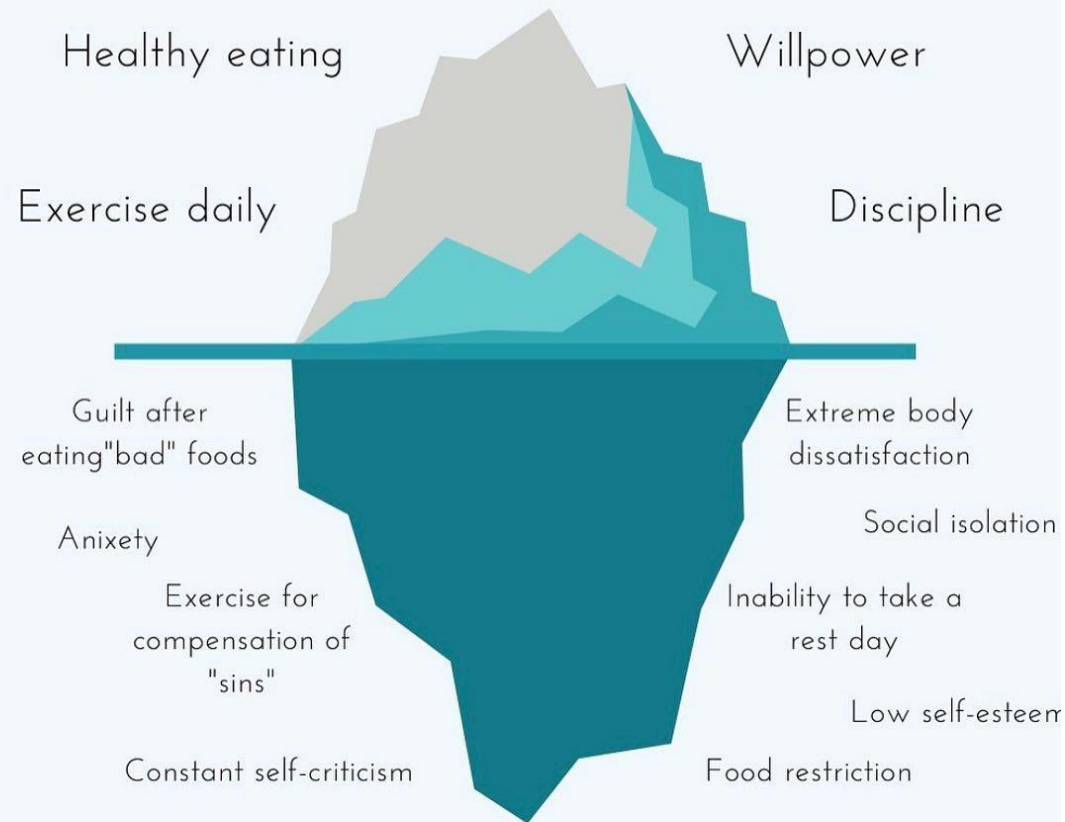 Healthy eating
Willpower
Exercise daily
Discipline
Guilt after
eating"bad" foods
Extreme body
dissatisfaction
Anixety
Social isolation
Exercise for
compensation of
"sins"
Inability to take a
rest day
Low self-esteem
Constant self-criticism
Food restriction